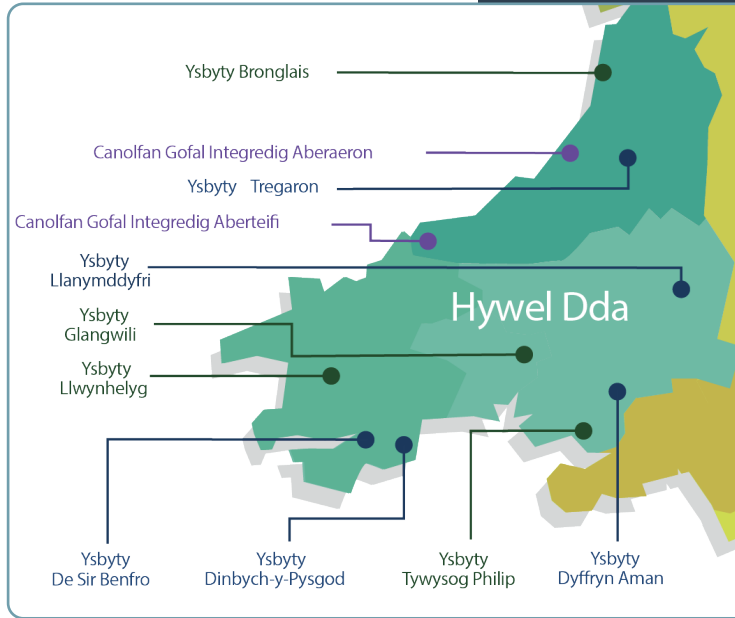 Ysbyty Bronglais
Canolfan Gofal Integredig Aberaeron
Ysbyty Tregaron
Canolfan Gofal Integredig Aberteifi
Ysbyty
Llanymddyfri
Hywel Dda
Ysbyty
Glangwili
Ysbyty
Llwynhelyg
Ysbyty
De Sir Benfro
Ysbyty
Dinbych-y-Pysgod
Ysbyty
Tywysog Philip
Ysbyty
Dyffryn Aman